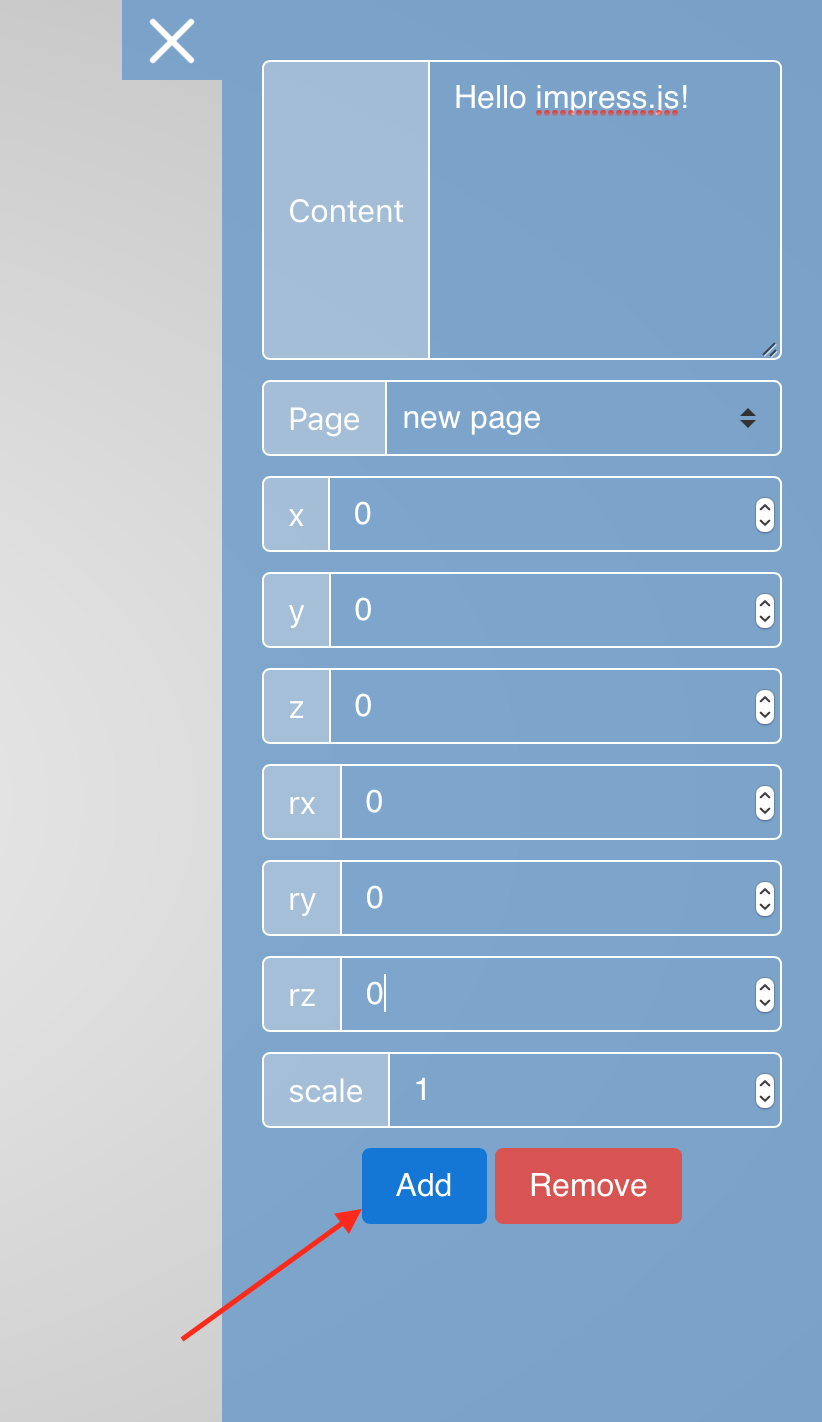 Content
Hello impress.js!
Page
new page
x
0
y
0
z
0
rx
0
ry
0
rz
0
scale
1
Add
Remove